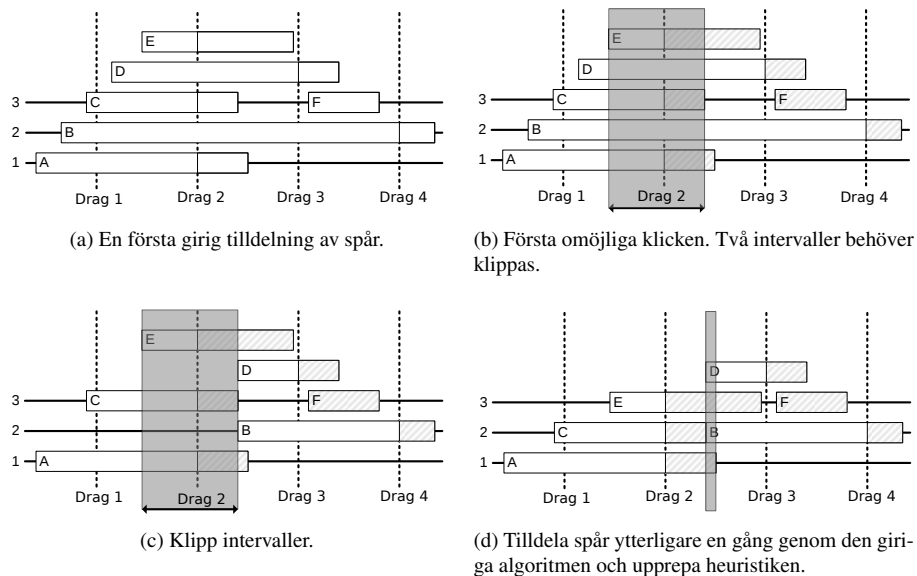 E
D
3 C F
2 B
1 A
Drag 1 Drag 2 Drag 3 Drag 4
(a) En första girig tilldelning av spår.
E
D
3 C F
2 B
1 A
Drag 1 Drag 2 Drag 3 Drag 4
(b) Första omöjliga klicken. Två intervaller behöver
klippas.
E
D
3 C F
2 B
1 A
Drag 1 Drag 2 Drag 3 Drag 4
(c) Klipp intervaller.
D
3 E F
2 C B
1 A
Drag 1 Drag 2 Drag 3 Drag 4
(d) Tilldela spår ytterligare en gång genom den giri-
ga algoritmen och upprepa heuristiken.